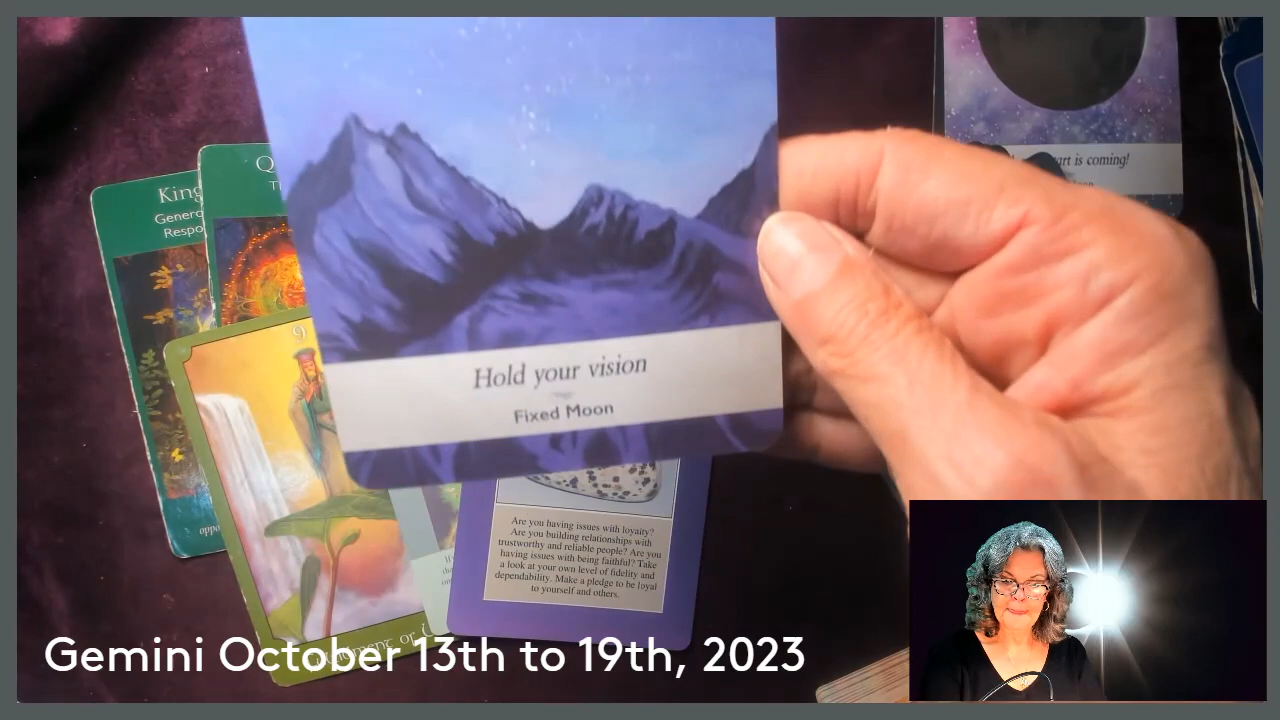 King
Genero
Respo
Q
T
9
art is coming!
Hold your vision
Fixed Moon
Are you having issues with loyalty?
Are you building relationships with
trustworthy and reliable people? Are you
having issues with being faithful? Take
a look at your own level of fidelity and
dependability. Make a pledge to be loyal
to yourself and others.
oppo
Gemini October 13th to 19th, 2023